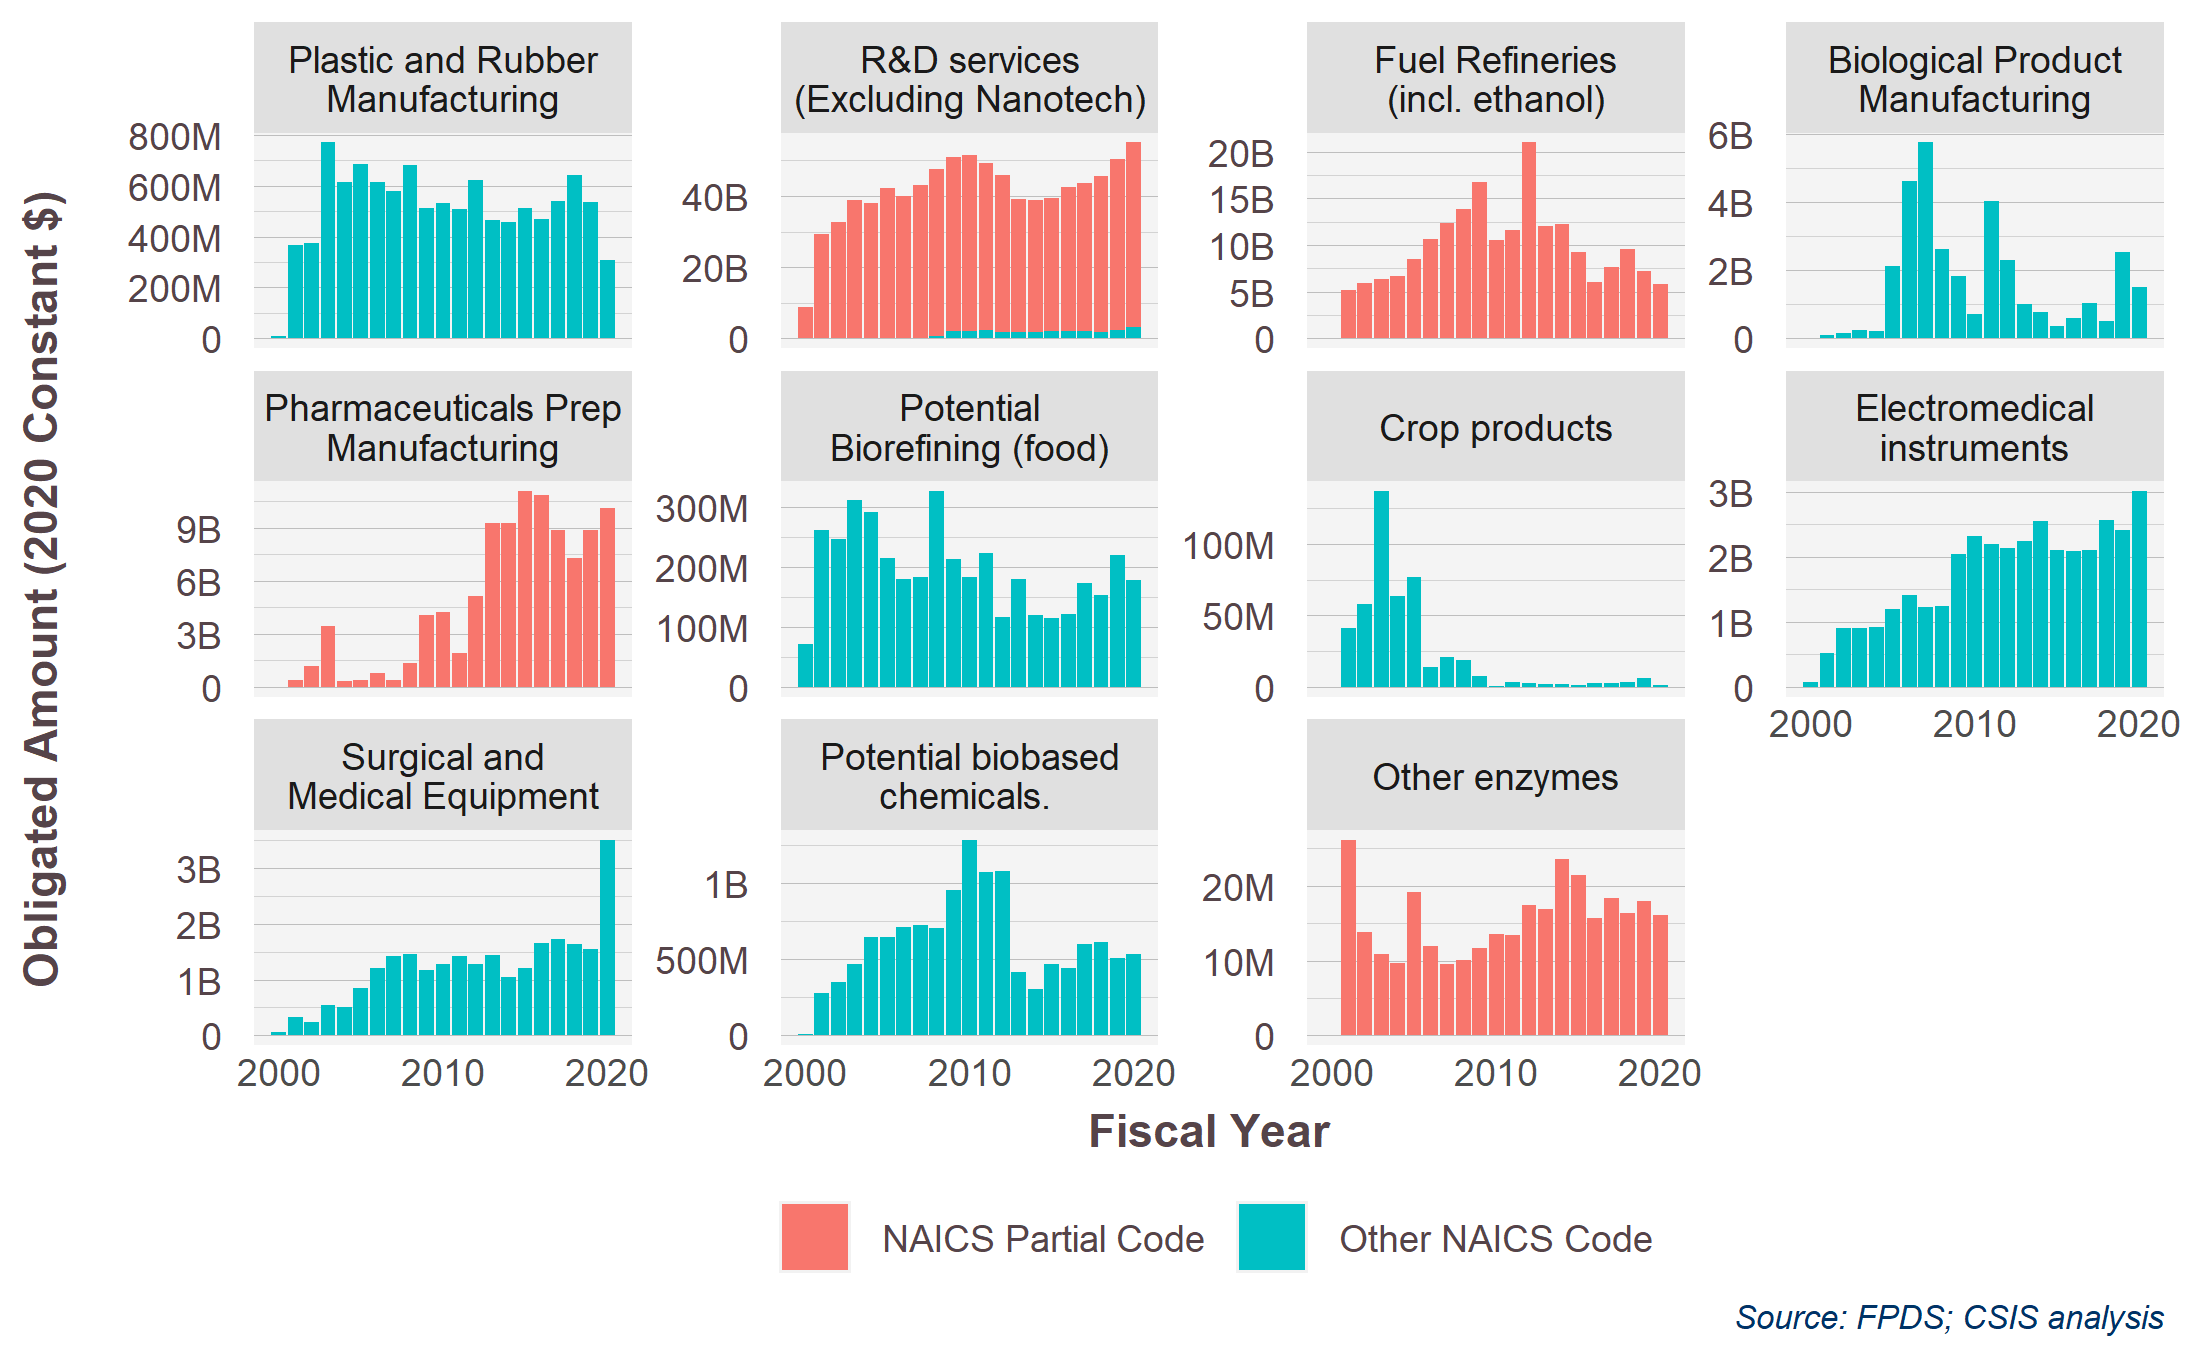 Plastic and Rubber
Manufacturing
R&D services
(Excluding Nanotech)
Fuel Refineries
(incl. ethanol)
Biological Product
Manufacturing
800M
600M
400M
200M
0
40B
20B
0
20B
15B
10B
5B
0
6B
4B
2B
0
Pharmaceuticals Prep
Manufacturing
Potential
Biorefining (food)
Crop products
Electromedical
instruments
9B
6B
3B
0
300M
200M
100M
0
100M
50M
0
3B
2B
1B
0
2000 2010 2020
Surgical and
Medical Equipment
Potential biobased
chemicals.
Other enzymes
3B
2B
1B
0
1B
500M
0
20M
10M
0
2000 2010 2020
2000 2010 2020
2000 2010 2020
Obligated Amount (2020 Constant $)
Fiscal Year
NAICS Partial Code
Other NAICS Code
Source: FPDS; CSIS analysis